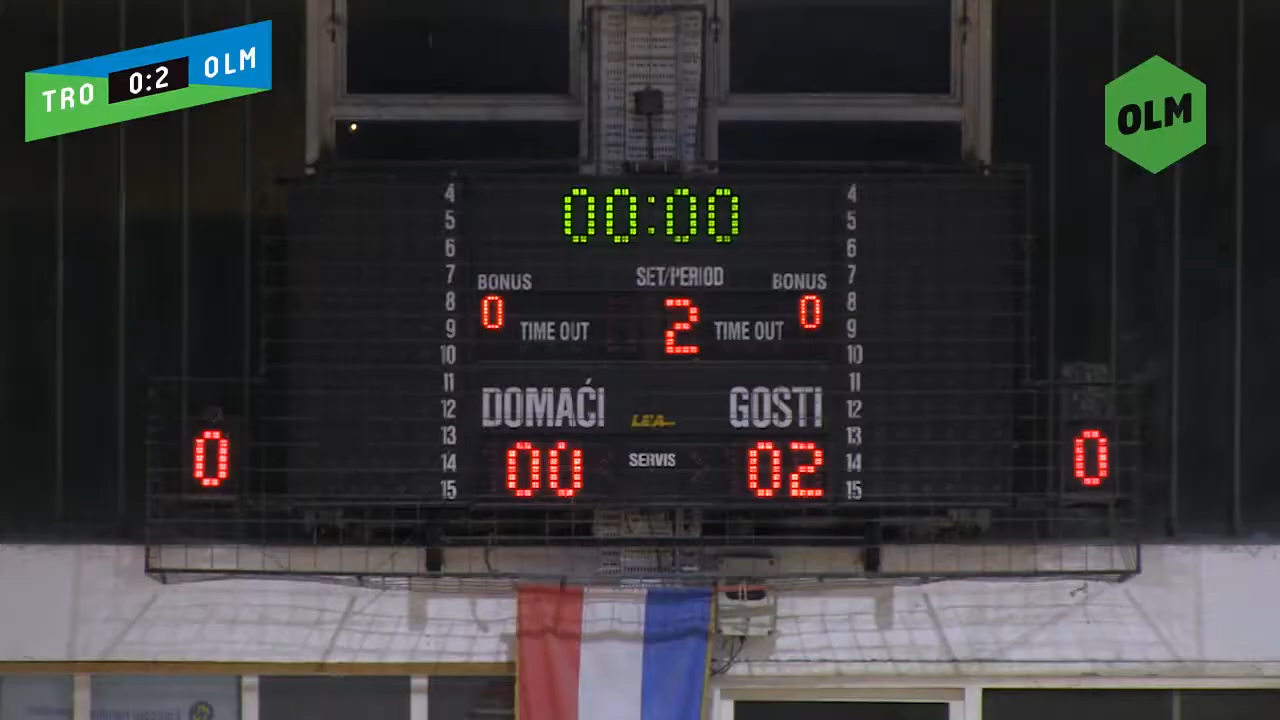 TRO 0:2 OLM
OLM
00:00
4 4
5 5
6 6
7 BONUS SET/PERIOD BONUS 7
8 0 2 0 8
9 TIME OUT TIME OUT 9
10 10
11 11
12 DOMAĆI LEA GOSTI 12
13 13
0 14 00 SERVIS 02 14 0
15 15